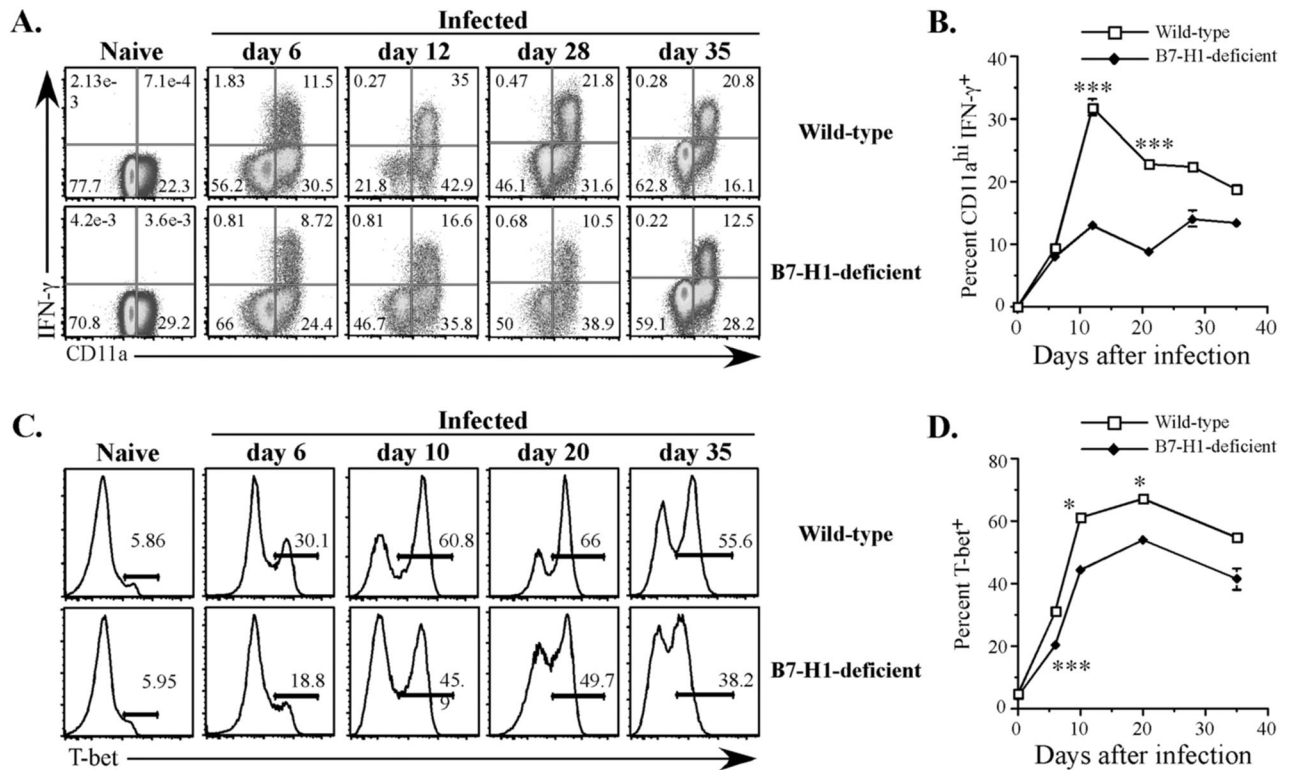 A.
Infected
Naive day 6 day 12 day 28 day 35
2.13e-
3
7.1e-4
77.7 22.3
1.83 11.5
56.2 30.5
0.27 35
21.8 42.9
0.47 21.8
46.1 31.6
0.28 20.8
62.8 16.1
Wild-type
4.2e-3 3.6e-3
70.8 29.2
0.81 8.72
66 24.4
0.81 16.6
46.7 35.8
0.68 10.5
50 38.9
0.22 12.5
59.1 28.2
B7-H1-deficient
IFN-γ
CD11a
B.
Wild-type
B7-H1-deficient
Percent CD11aʰⁱ IFN-γ⁺
40
30
20
10
0
***
***
0 10 20 30 40
Days after infection
C.
Infected
Naive day 6 day 10 day 20 day 35
5.86 30.1 60.8 66 55.6
Wild-type
5.95 18.8 45.
9
49.7 38.2
B7-H1-deficient
T-bet
D.
Wild-type
B7-H1-deficient
Percent T-bet⁺
80
60
40
20
0
*
*
***
0 10 20 30 40
Days after infection